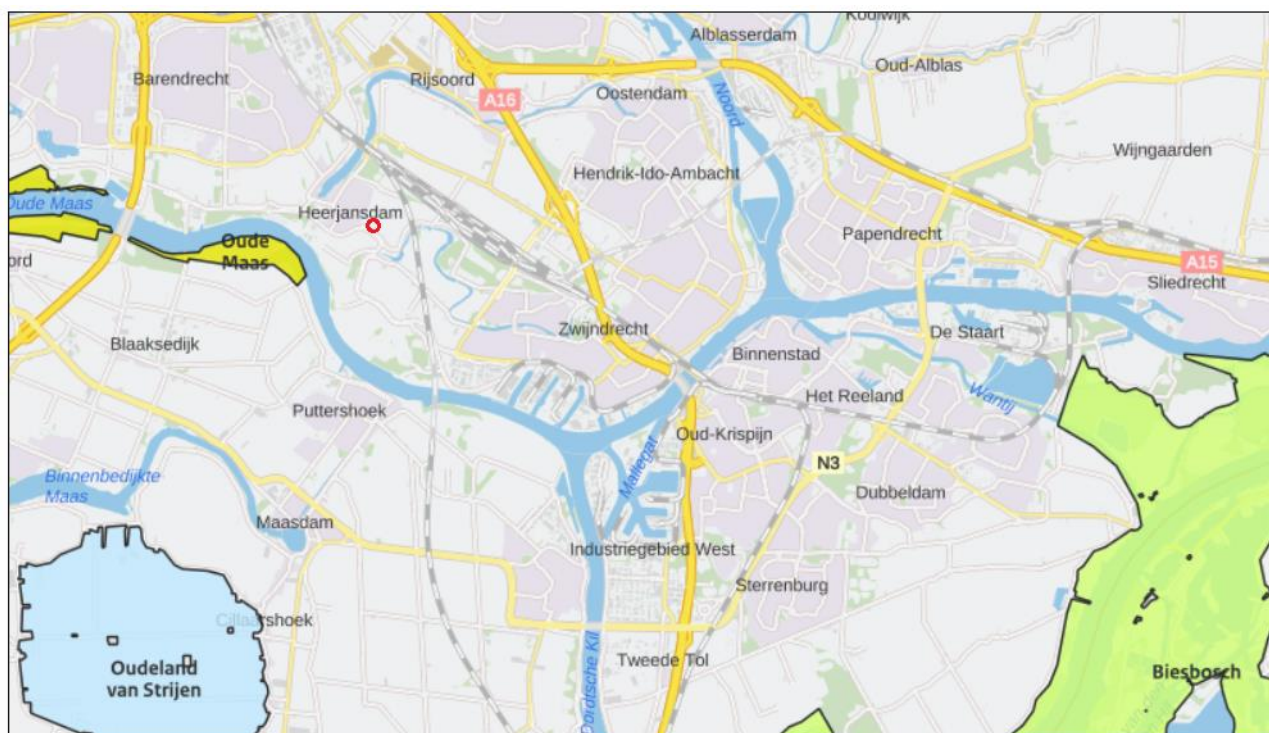 Kooiwijk
Alblasserdam
Oud-Alblas
Barendrecht
Rijsoord
Oostendam
A16
Noord
Wijngaarden
Hendrik-Ido-Ambacht
Oude Maas
Heerjansdam
Papendrecht
Oude
Maas
oord
A15
Sliedrecht
Zwijndrecht
De Staart
Blaaksedijk
Binnenstad
Het Reeland
Wantij
Puttershoek
Oud-Krispijn
Mallegat
N3
Binnenbedijkte
Maas
Dubbeldam
Maasdam
Industriegebied West
Sterrenburg
Cillaarshoek
Tweede Tol
Oudeland
van Strijen
Dordtsche Kil
Biesbosch